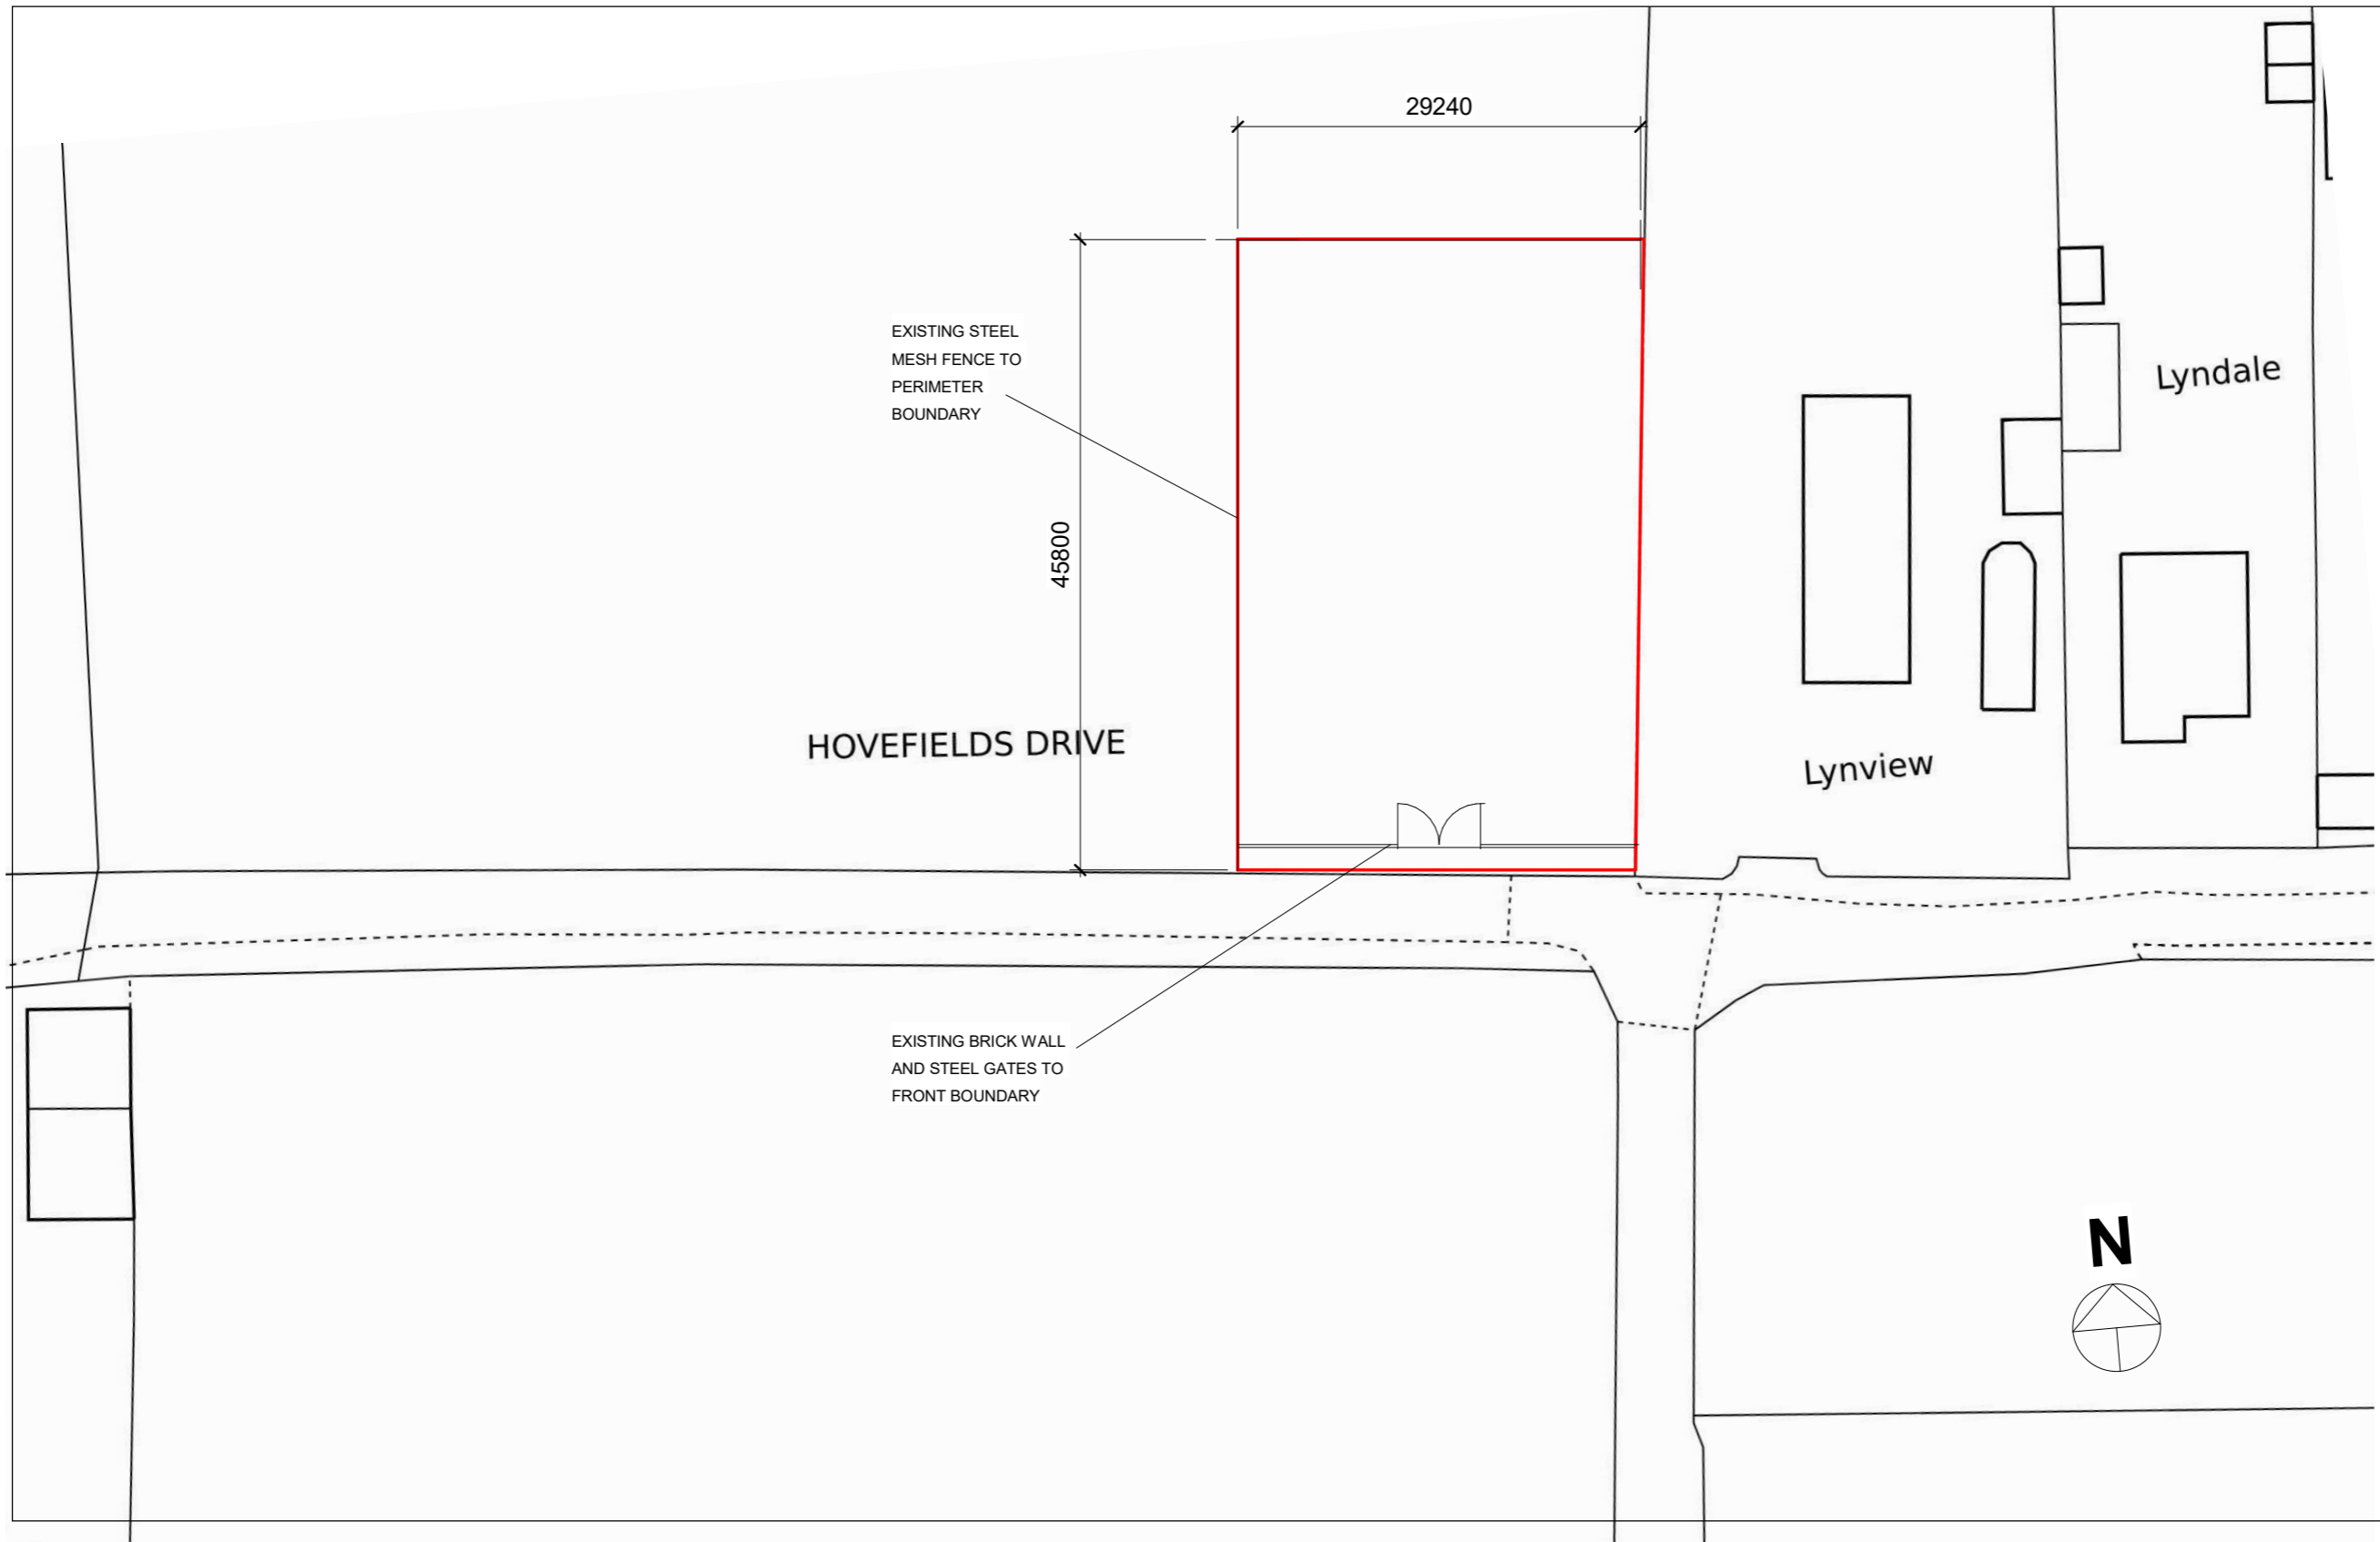 29240
EXISTING STEEL
MESH FENCE TO
PERIMETER
BOUNDARY
Lyndale
45800
HOVEFIELDS DRIVE
Lynview
EXISTING BRICK WALL
AND STEEL GATES TO
FRONT BOUNDARY
N